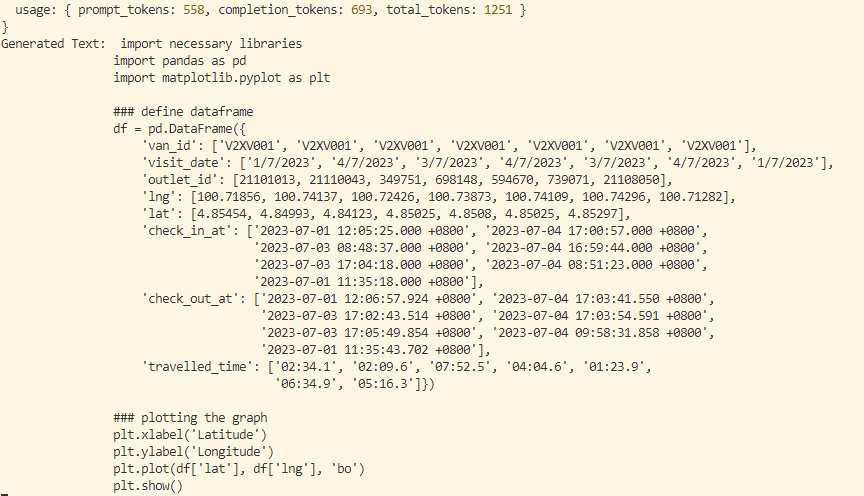 usage: { prompt_tokens: 558, completion_tokens: 693, total_tokens: 1251 }
}
Generated Text:  import necessary libraries
import pandas as pd
import matplotlib.pyplot as plt
### define dataframe
df = pd.DataFrame({
'van_id': ['V2XV001', 'V2XV001', 'V2XV001', 'V2XV001', 'V2XV001', 'V2XV001', 'V2XV001'],
'visit_date': ['1/7/2023', '4/7/2023', '3/7/2023', '4/7/2023', '3/7/2023', '4/7/2023', '1/7/2023'],
'outlet_id': [21101013, 21110043, 349751, 698148, 594670, 739071, 21108050],
'lng': [100.71856, 100.74137, 100.72426, 100.73873, 100.74109, 100.74296, 100.71282],
'lat': [4.85454, 4.84993, 4.84123, 4.85025, 4.8508, 4.85025, 4.85297],
'check_in_at': ['2023-07-01 12:05:25.000 +0800', '2023-07-04 17:00:57.000 +0800',
'2023-07-03 08:48:37.000 +0800', '2023-07-04 16:59:44.000 +0800',
'2023-07-03 17:04:18.000 +0800', '2023-07-04 08:51:23.000 +0800',
'2023-07-01 11:35:18.000 +0800'],
'check_out_at': ['2023-07-01 12:06:57.924 +0800', '2023-07-04 17:03:41.550 +0800',
'2023-07-03 17:02:43.514 +0800', '2023-07-04 17:03:54.591 +0800',
'2023-07-03 17:05:49.854 +0800', '2023-07-04 09:58:31.858 +0800',
'2023-07-01 11:35:43.702 +0800'],
'travelled_time': ['02:34.1', '02:09.6', '07:52.5', '04:04.6', '01:23.9',
'06:34.9', '05:16.3']})
### plotting the graph
plt.xlabel('Latitude')
plt.ylabel('Longitude')
plt.plot(df['lat'], df['lng'], 'bo')
plt.show()